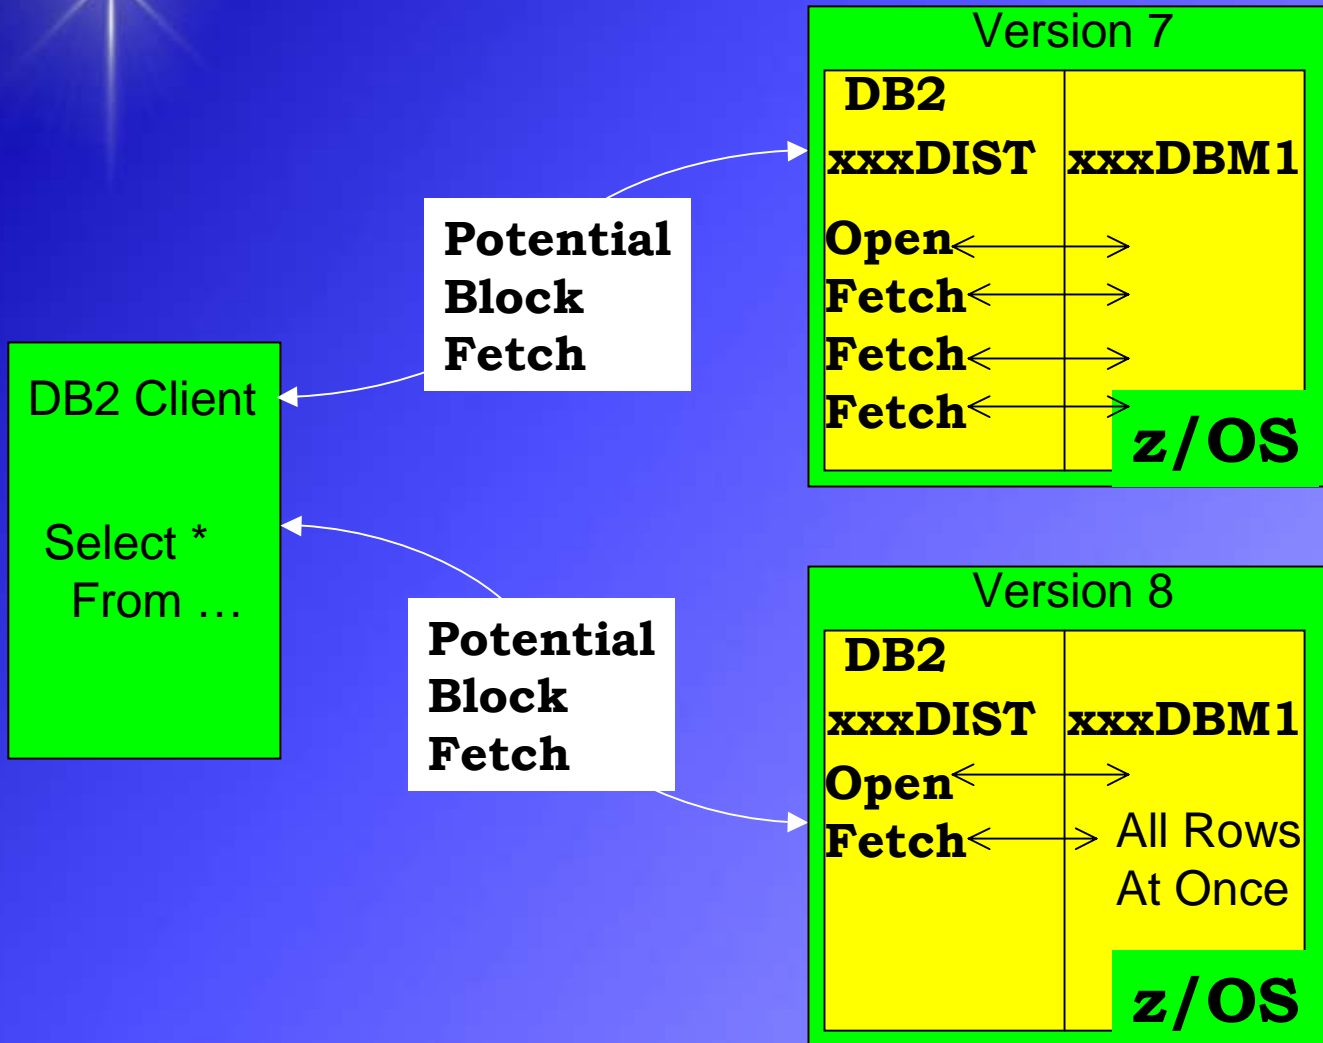 Version 7
DB2
xxxDIST
xxxDBM1
Open
Fetch
Fetch
Fetch
z/OS
Potential
Block
Fetch
DB2 Client
Select *
From …
Potential
Block
Fetch
Version 8
DB2
xxxDIST
xxxDBM1
Open
Fetch
All Rows
At Once
z/OS